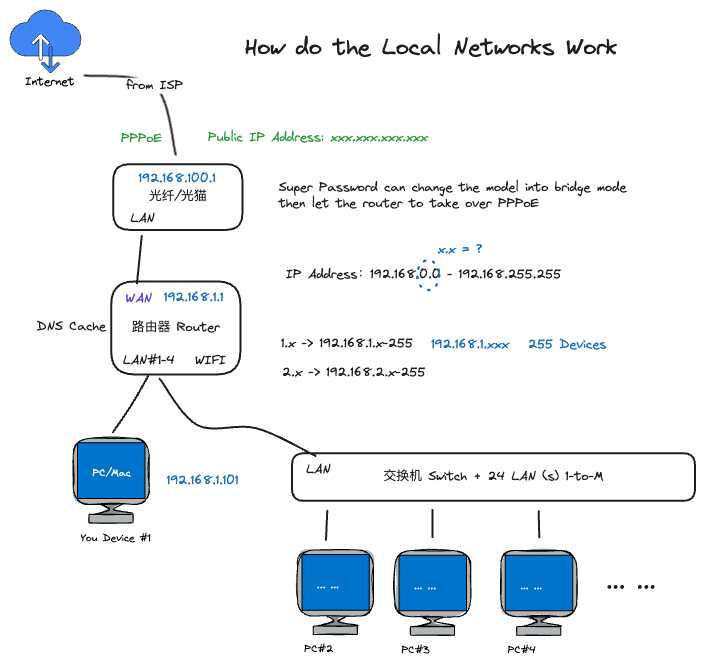 How do the Local Networks Work
Internet
from ISP
PPPoE
Public IP Address: xxx.xxx.xxx.xxx
192.168.100.1
光纤/光猫
LAN
Super Password can change the model into bridge mode
then let the router to take over PPPoE
x.x = ?
IP Address: 192.168.0.0 - 192.168.255.255
WAN 192.168.1.1
DNS Cache
路由器 Router
LAN#1-4 WIFI
1.x -> 192.168.1.x-255 192.168.1.xxx 255 Devices
2.x -> 192.168.2.x-255
PC/Mac
192.168.1.101
You Device #1
LAN
交换机 Switch + 24 LAN (s) 1-to-M
... ...
... ...
... ...
... ...
PC#2
PC#3
PC#4